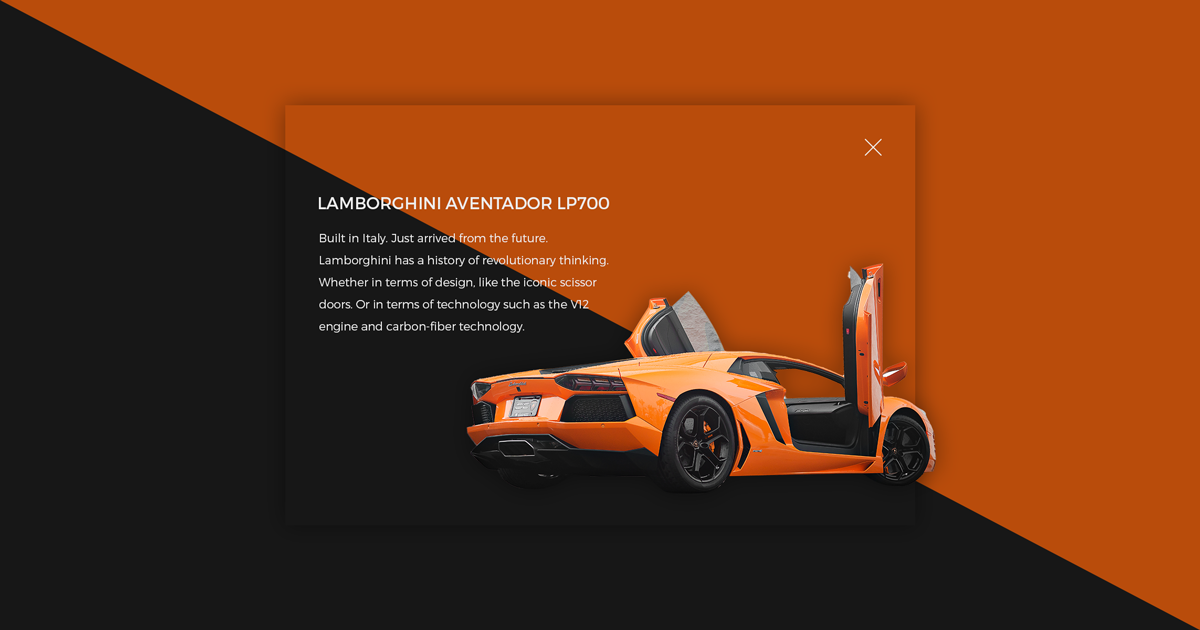 LAMBORGHINI AVENTADOR LP700
Built in Italy. Just arrived from the future.
Lamborghini has a history of revolutionary thinking.
Whether in terms of design, like the iconic scissor
doors. Or in terms of technology such as the V12
engine and carbon-fiber technology.